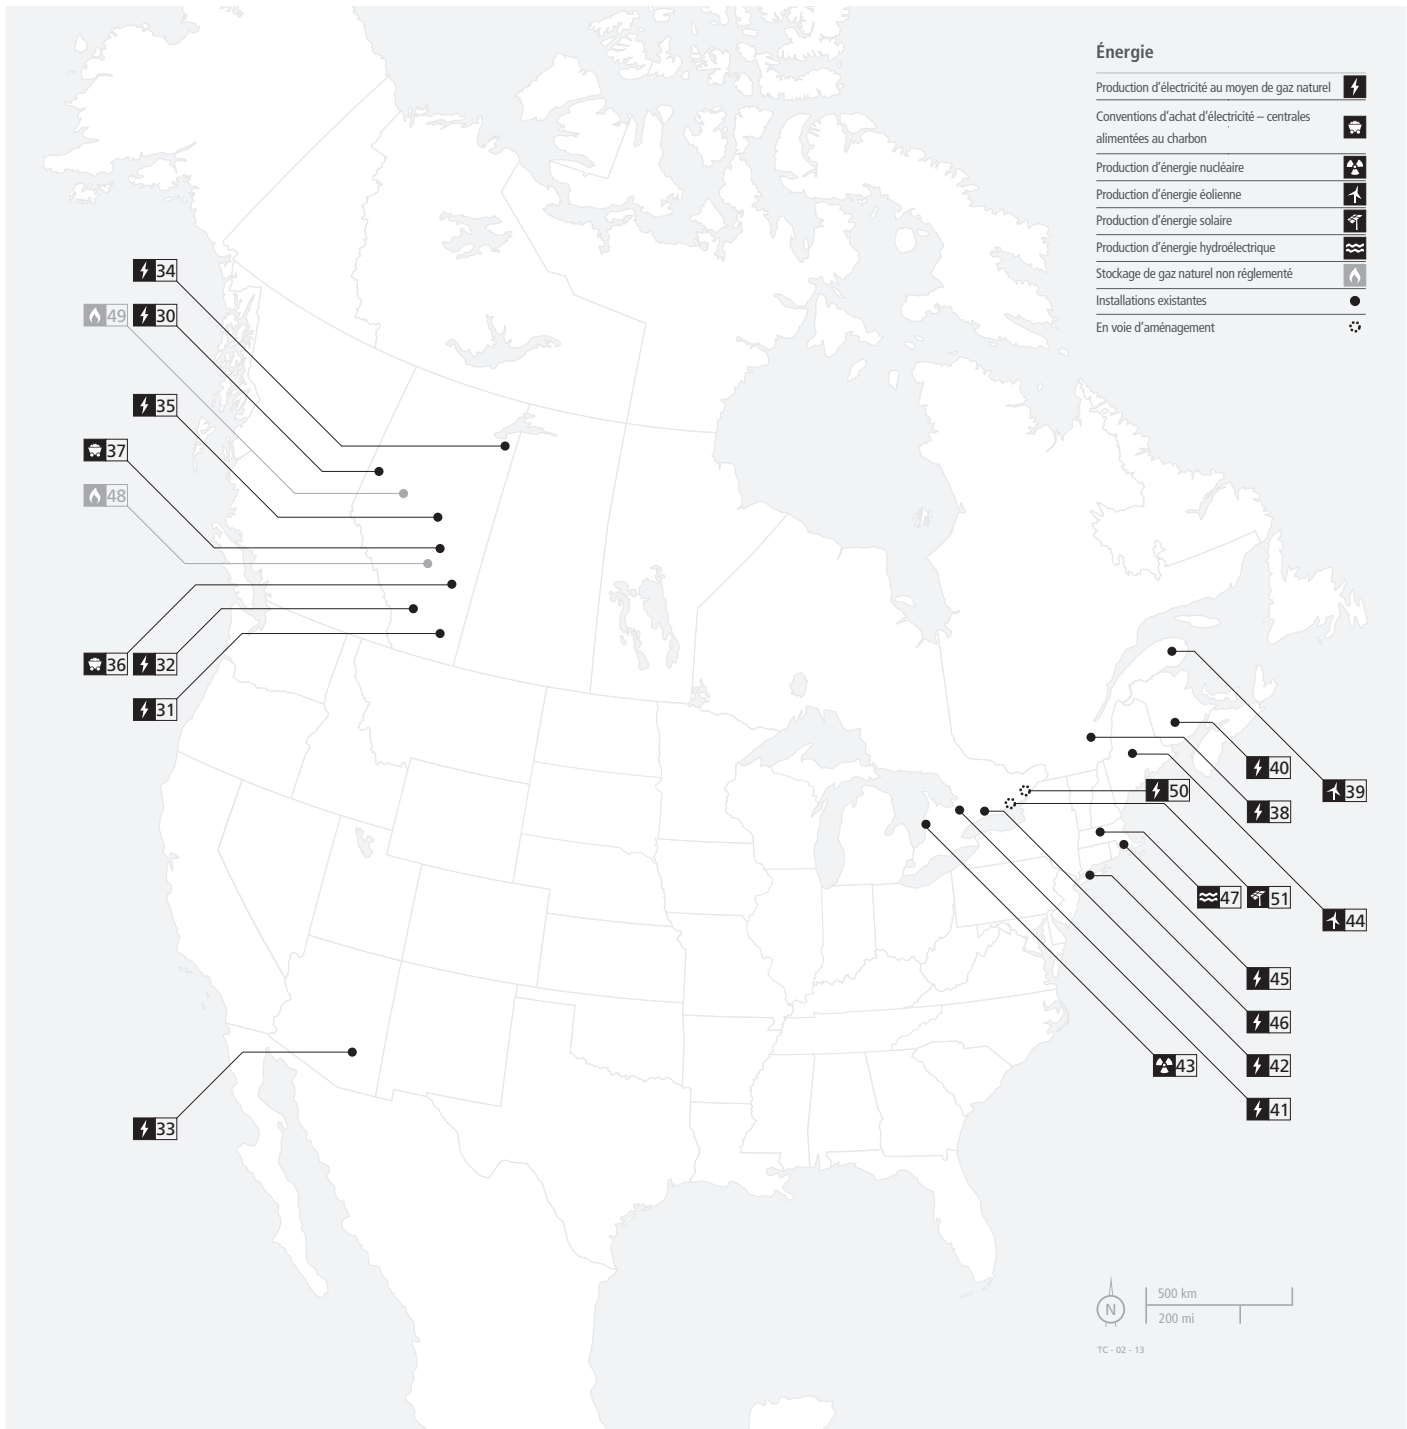 Énergie
Production d'électricité au moyen de gaz naturel
Conventions d'achat d'électricité – centrales
alimentées au charbon
Production d'énergie nucléaire
Production d'énergie éolienne
Production d'énergie solaire
Production d'énergie hydroélectrique
Stockage de gaz naturel non réglementé
Installations existantes
En voie d'aménagement
34
49 30
35
37
48
36 32
31
33
40
50 39
38
47 51
44
45
46
43 42
41
500 km
N
200 mi
TC - 02 - 13